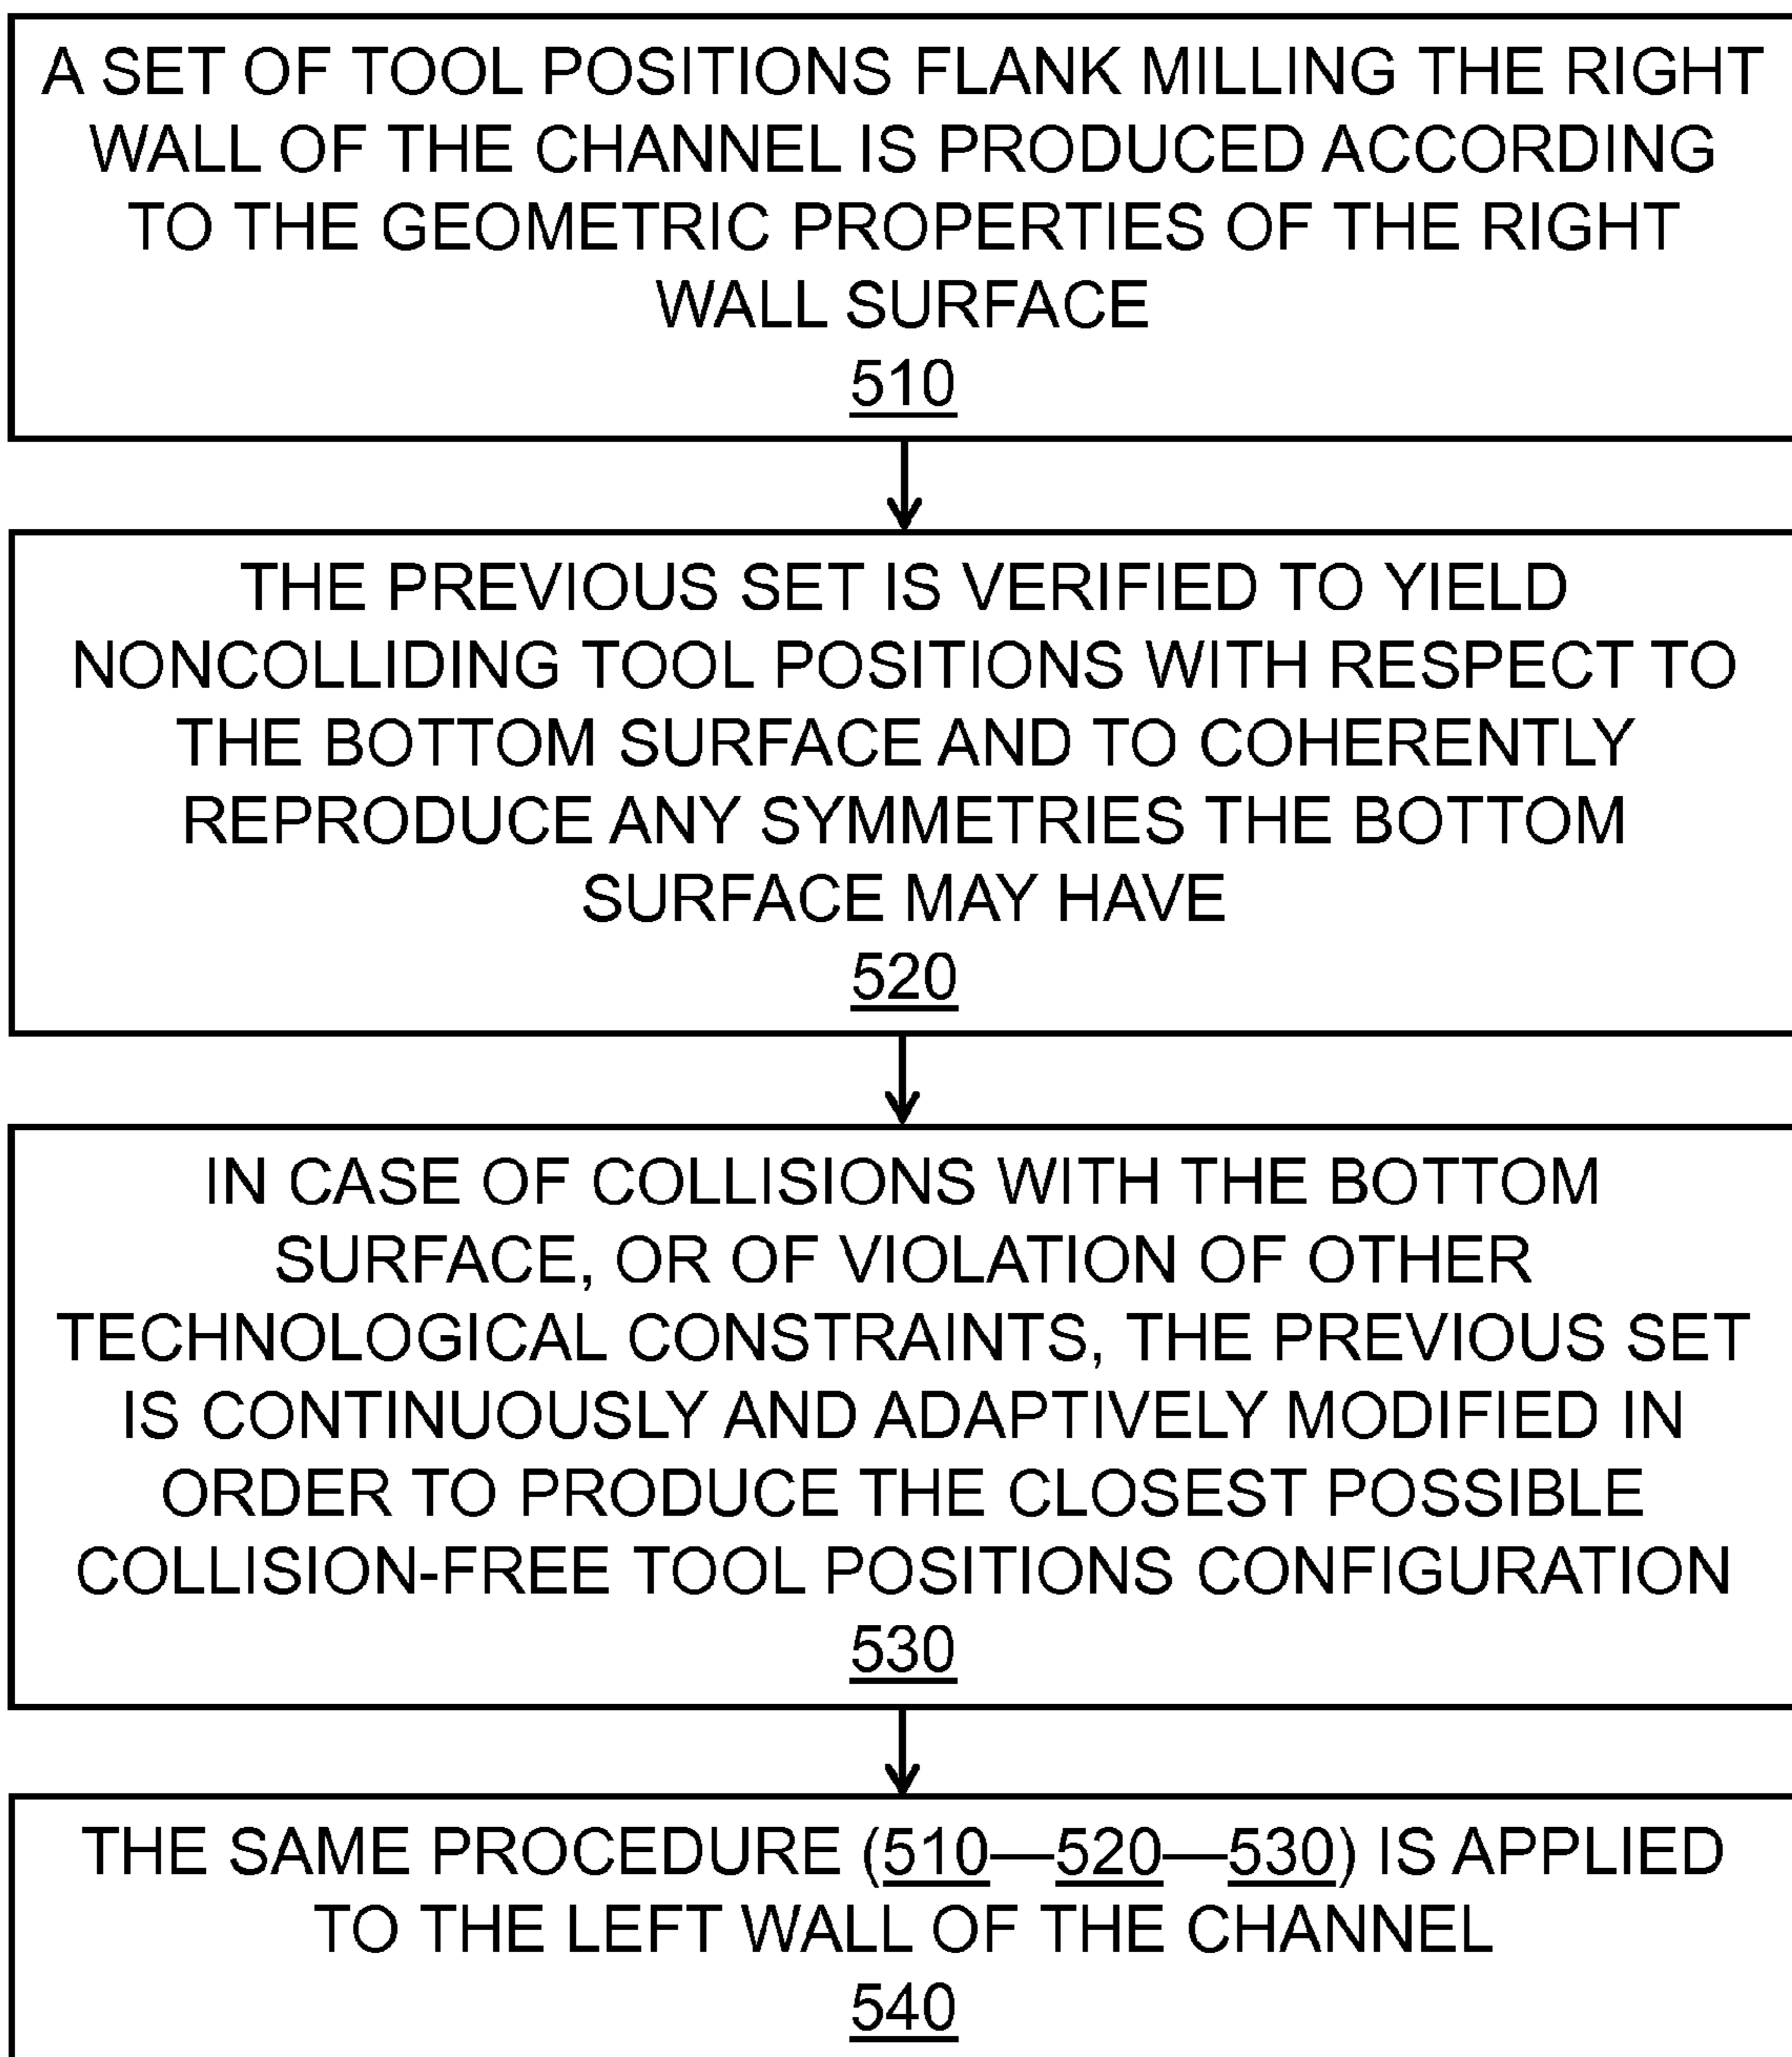 A SET OF TOOL POSITIONS FLANK MILLING THE RIGHT
WALL OF THE CHANNEL IS PRODUCED ACCORDING
TO THE GEOMETRIC PROPERTIES OF THE RIGHT
WALL SURFACE
510
THE PREVIOUS SET IS VERIFIED TO YIELD
NONCOLLIDING TOOL POSITIONS WITH RESPECT TO
THE BOTTOM SURFACE AND TO COHERENTLY
REPRODUCE ANY SYMMETRIES THE BOTTOM
SURFACE MAY HAVE
520
IN CASE OF COLLISIONS WITH THE BOTTOM
SURFACE, OR OF VIOLATION OF OTHER
TECHNOLOGICAL CONSTRAINTS, THE PREVIOUS SET
IS CONTINUOUSLY AND ADAPTIVELY MODIFIED IN
ORDER TO PRODUCE THE CLOSEST POSSIBLE
COLLISION-FREE TOOL POSITIONS CONFIGURATION
530
THE SAME PROCEDURE (510—520—530) IS APPLIED
TO THE LEFT WALL OF THE CHANNEL
540